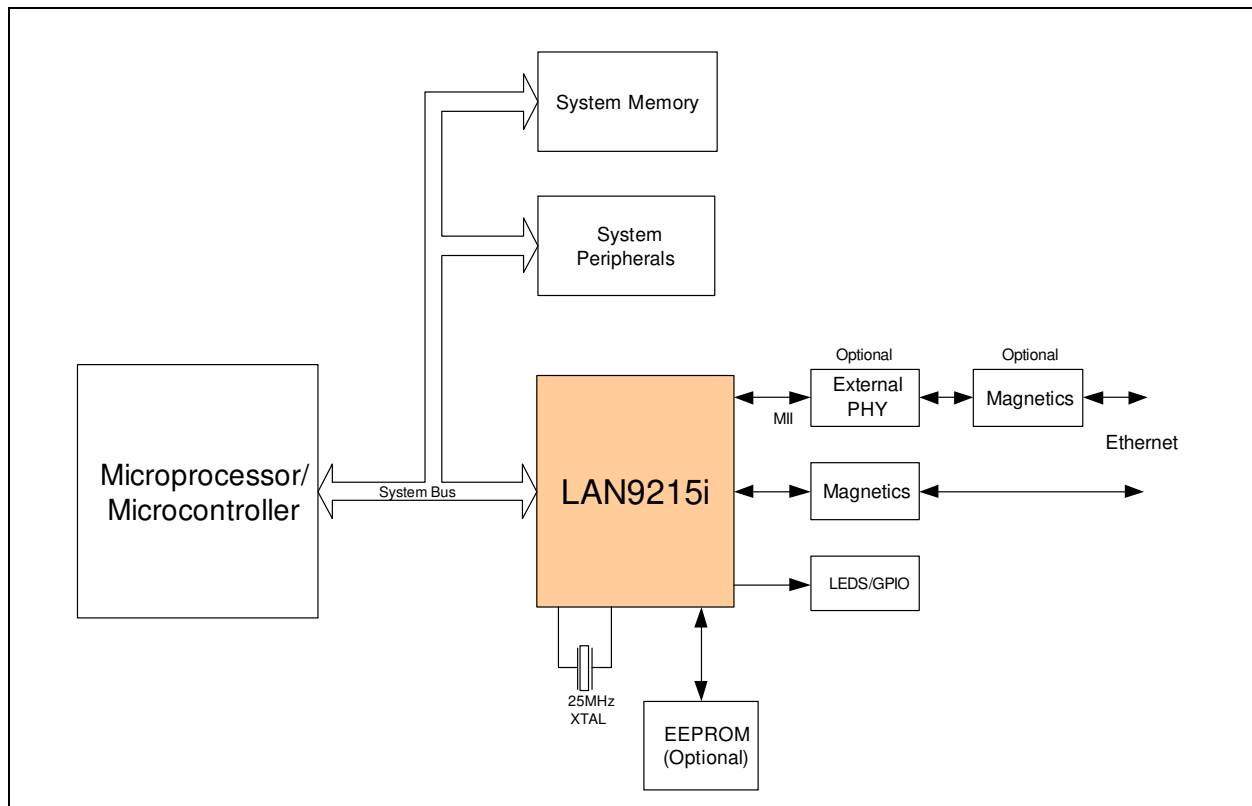 System Memory
System
Peripherals
Optional
Optional
External
PHY
Magnetics
MII
Ethernet
Microprocessor/
Microcontroller
System Bus
LAN9215i
Magnetics
LEDS/GPIO
25MHz
XTAL
EEPROM
(Optional)